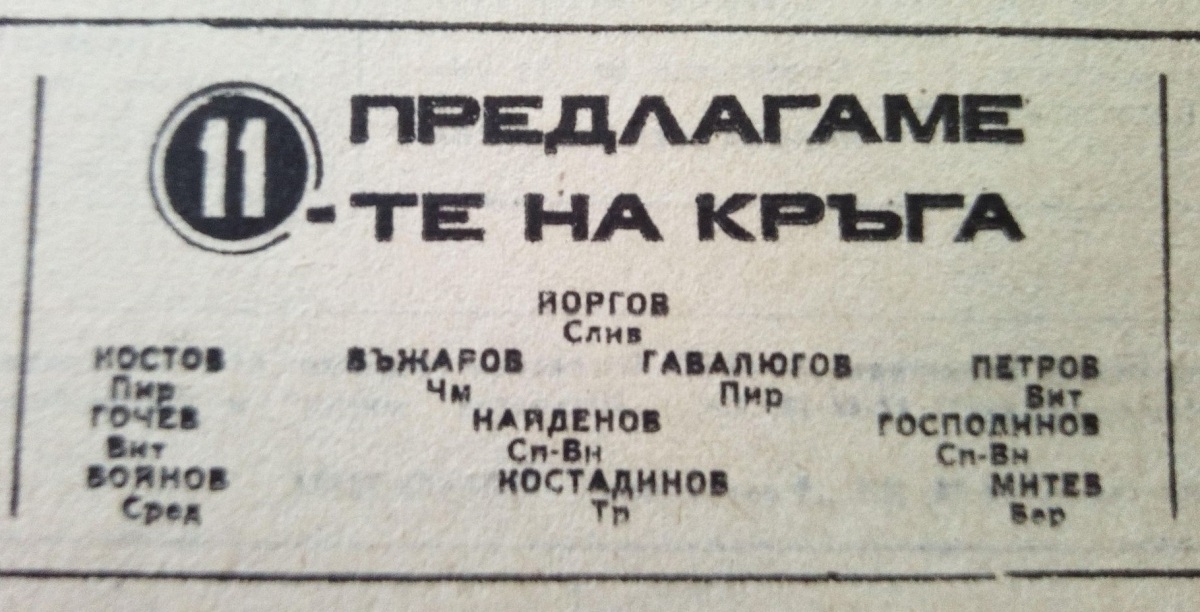 ПРЕДЛАГАМЕ
11-ТЕ НА КРЪГА
ЙОРГОВ
Слив
КОСТОВ ВЪЖАРОВ ГАВАЛЮГОВ ПЕТРОВ
Пир Чм Пир Вит
ГОЧЕВ НАЙДЕНОВ ГОСПОДИНОВ
Вит Сп-Вн Сп-Вн
ВОЙНОВ КОСТАДИНОВ МИТЕВ
Сред Тр Бер